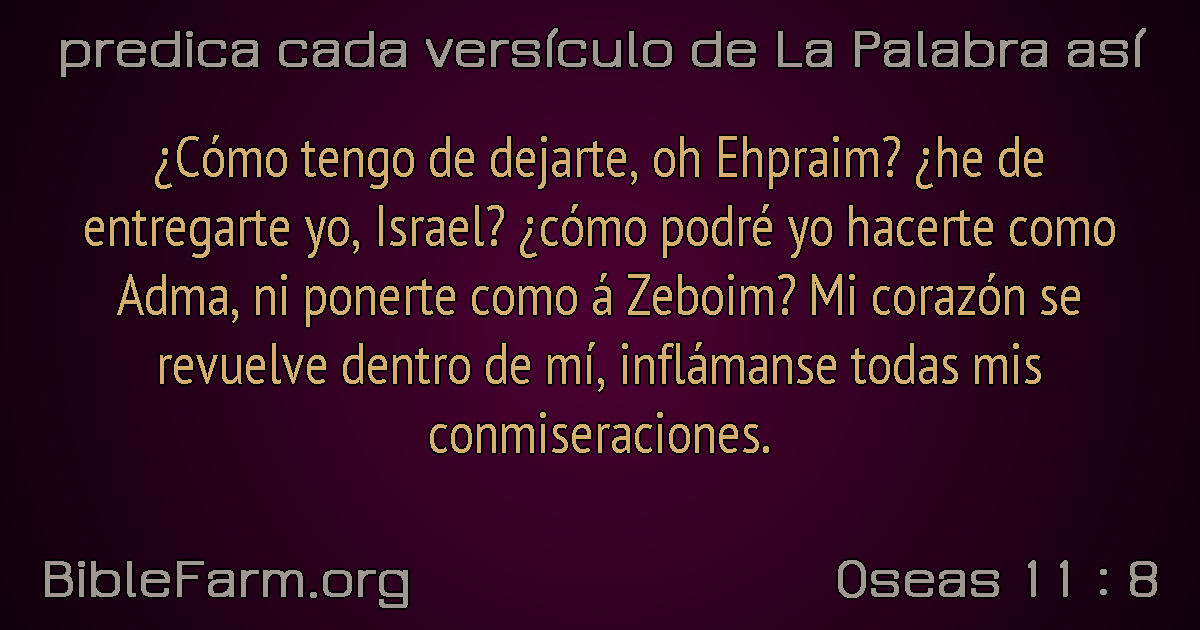 predica cada versículo de La Palabra así
¿Cómo tengo de dejarte, oh Ehpraim? ¿he de
entregarte yo, Israel? ¿cómo podré yo hacerte como
Adma, ni ponerte como á Zeboim? Mi corazón se
revuelve dentro de mí, inflámanse todas mis
conmiseraciones.
BibleFarm.org
Oseas 11 : 8